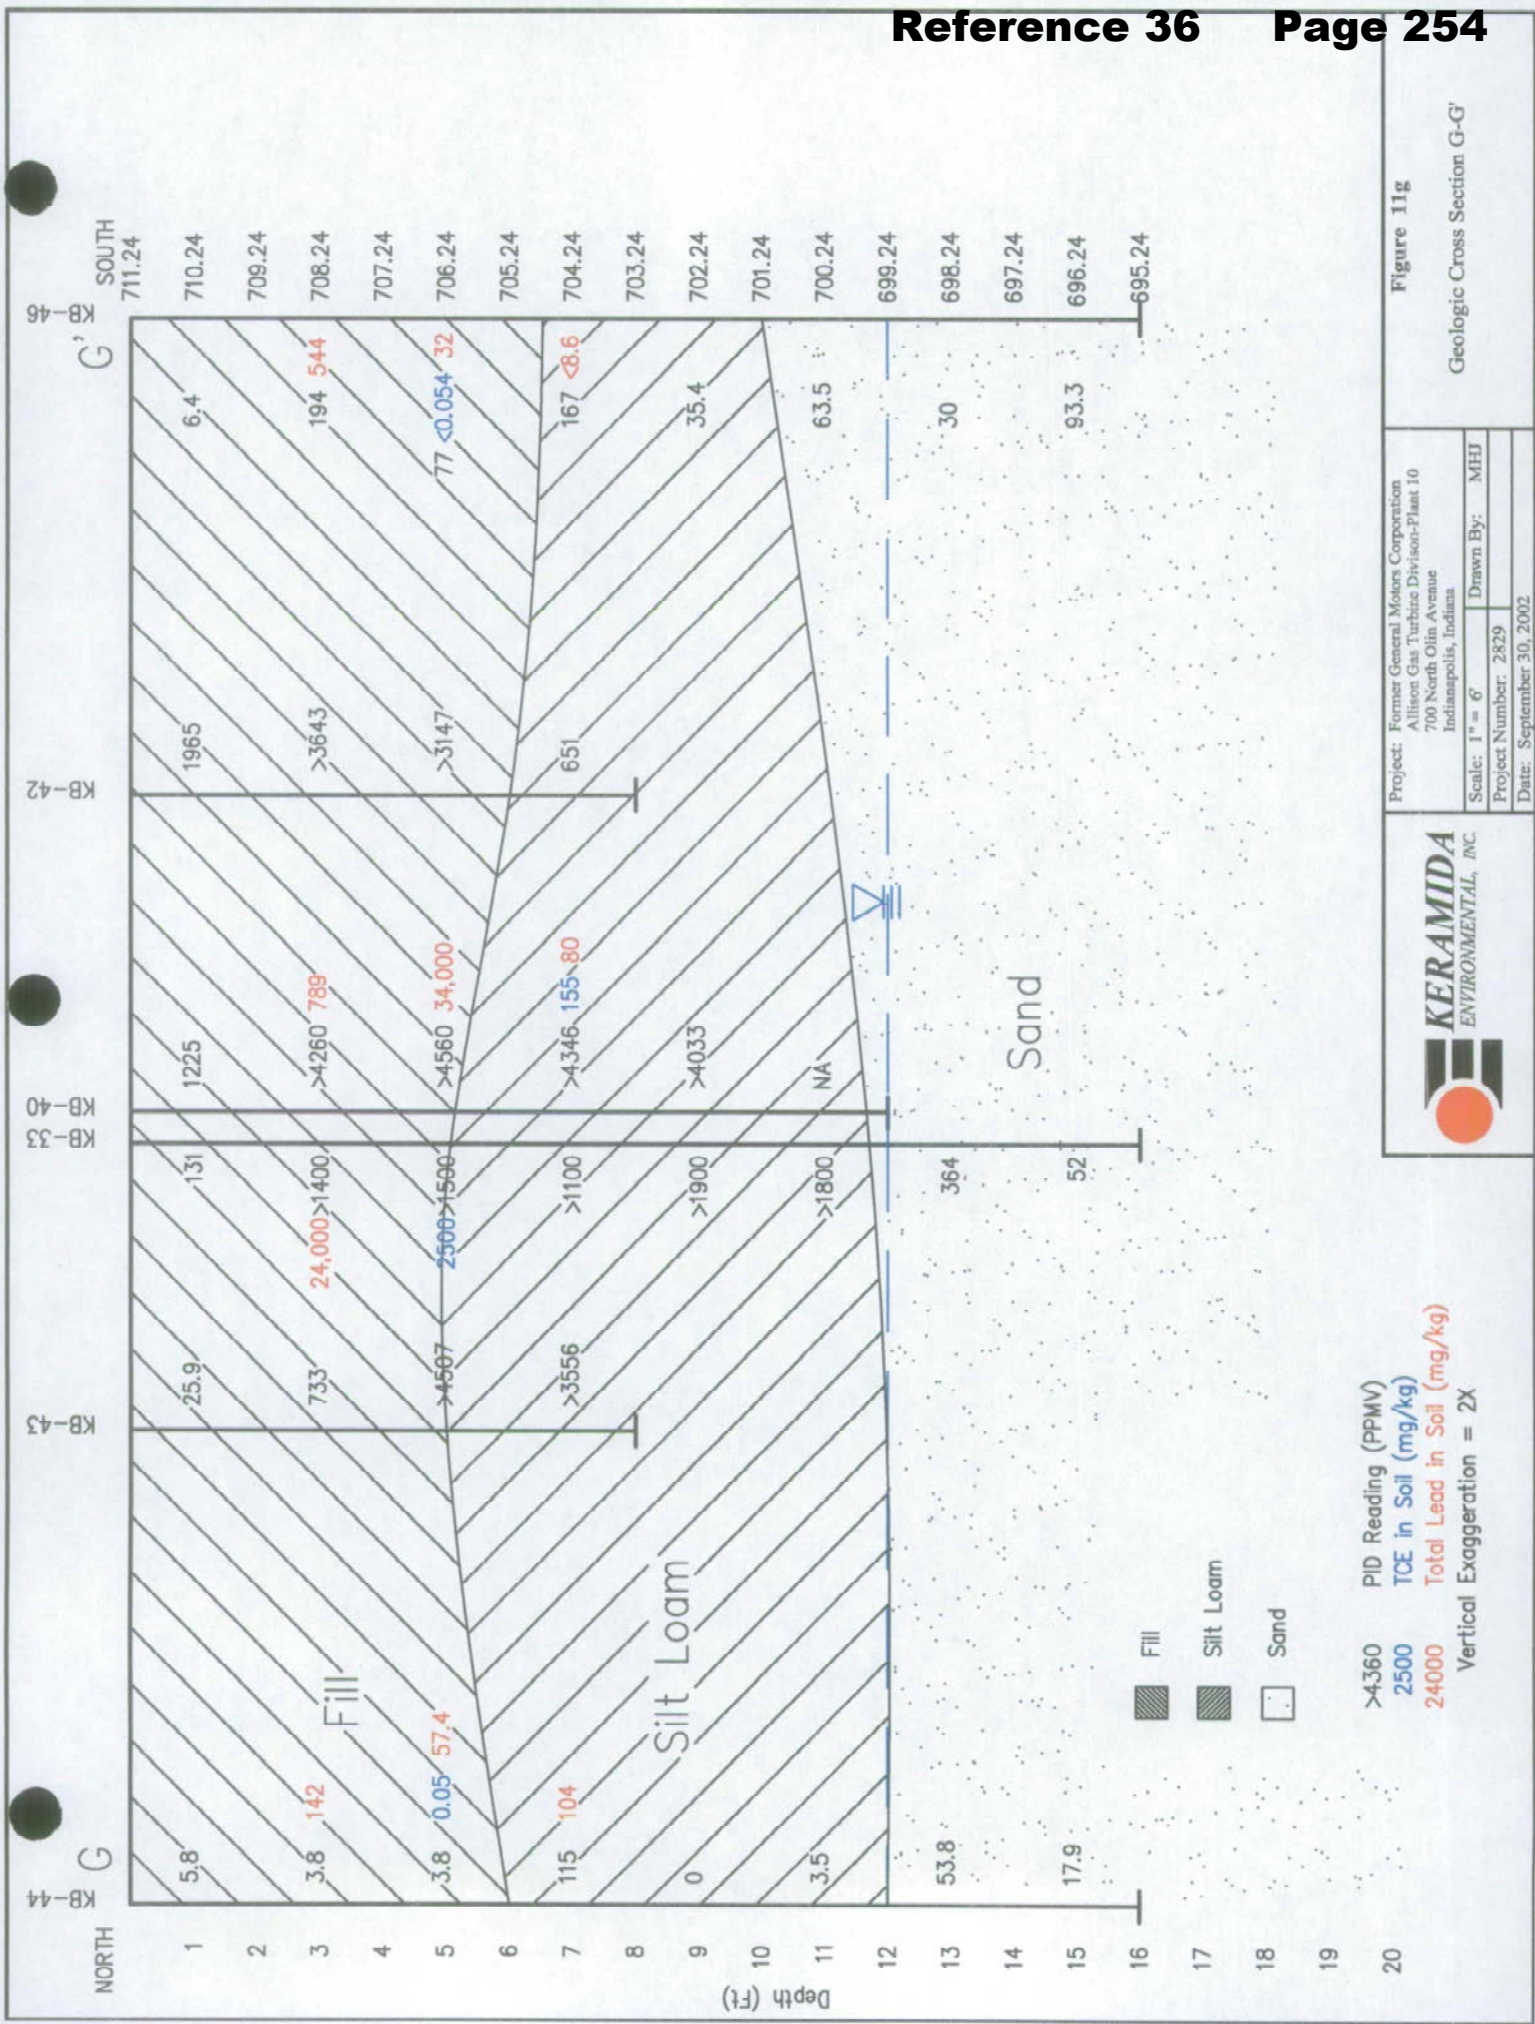 Reference 36 Page 254
NORTH
G
G'
SOUTH
KB-44
KB-43
KB-33
KB-40
KB-42
KB-46
Depth (Ft)
1
2
3
4
5
6
7
8
9
10
11
12
13
14
15
16
17
18
19
20
711.24
710.24
709.24
708.24
707.24
706.24
705.24
704.24
703.24
702.24
701.24
700.24
699.24
698.24
697.24
696.24
695.24
5.8
3.8 142
3.8 0.05 57.4
115 104
0
3.5
53.8
17.9
25.9
733
>4507
>3556
131
24,000 >1400
2500 >1500
>1100
>1900
>1800
364
52
1225
>4260 789
>4560 34,000
>4346 155 80
>4033
NA
1965
>3643
>3147
651
6.4
194 544
77 <0.054 32
167 <8.6
35.4
63.5
30
93.3
Fill
Silt Loam
Sand
Fill
Silt Loam
Sand
>4360 PID Reading (PPMV)
2500 TCE in Soil (mg/kg)
24000 Total Lead in Soil (mg/kg)
Vertical Exaggeration = 2X
KERAMIDA
ENVIRONMENTAL, INC.
Project: Former General Motors Corporation
Allison Gas Turbine Divison-Plant 10
700 North Olin Avenue
Indianapolis, Indiana
Scale: 1" = 6' Drawn By: MHJ
Project Number: 2829
Date: September 30, 2002
Figure 11g
Geologic Cross Section G-G'